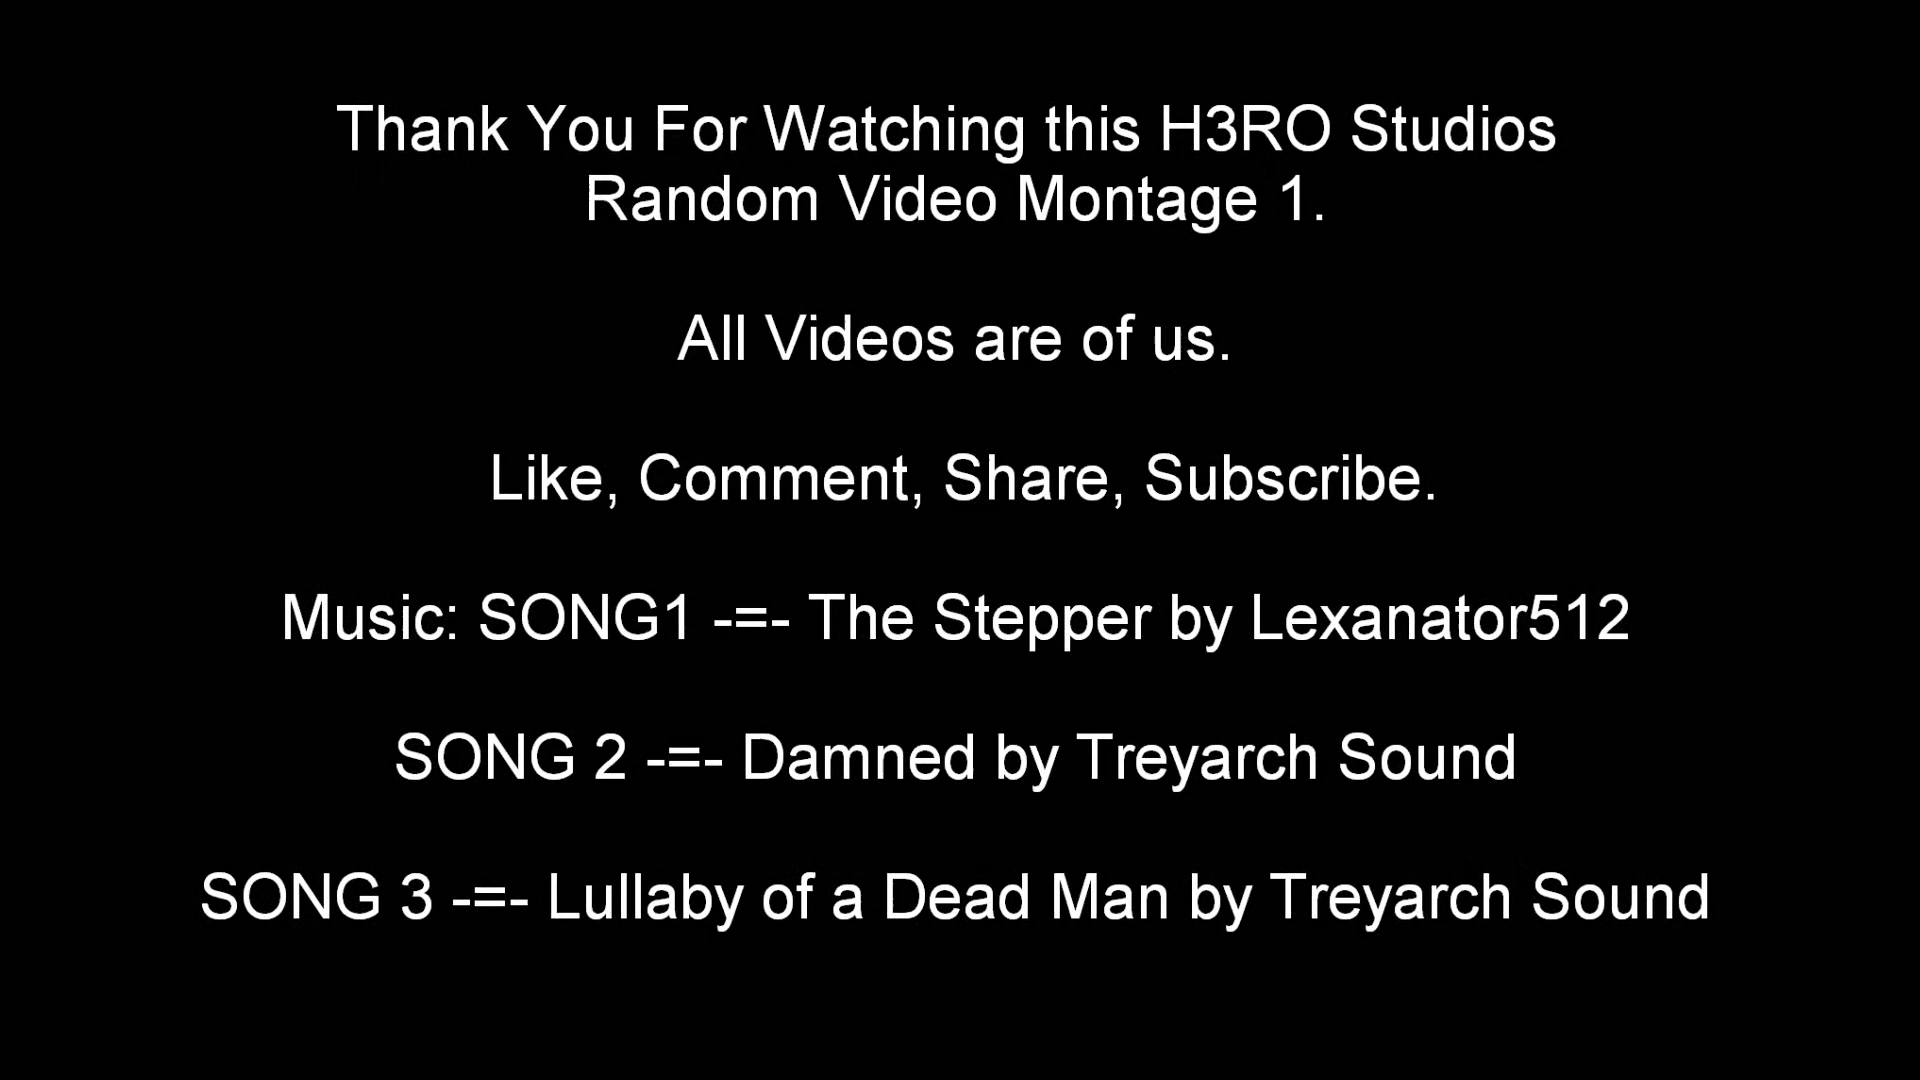 Thank You For Watching this H3RO Studios
Random Video Montage 1.
All Videos are of us.
Like, Comment, Share, Subscribe.
Music: SONG1 -=- The Stepper by Lexanator512
SONG 2 -=- Damned by Treyarch Sound
SONG 3 -=- Lullaby of a Dead Man by Treyarch Sound